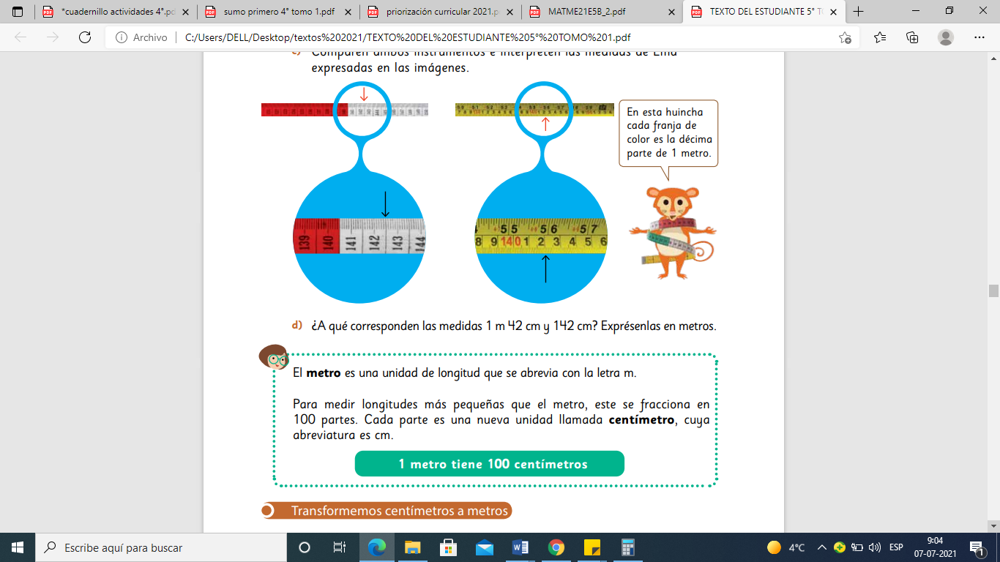 *cuadernillo actividades 4°.pd
sumo primero 4° tomo 1.pdf
priorización curricular 2021.p
MATME21E5B_2.pdf
TEXTO DEL ESTUDIANTE 5° T
Archivo
C:/Users/DELL/Desktop/textos%202021/TEXTO%20DEL%20ESTUDIANTE%205°%20TOMO%201.pdf
c) Comparen ambos instrumentos e interpreten las medidas de Ema
expresadas en las imágenes.
En esta huincha
cada franja de
color es la décima
parte de 1 metro.
139 140 141 142 143 144
55 56 57
8 9 140 1 2 3 4 5 6
d) ¿A qué corresponden las medidas 1 m 42 cm y 142 cm? Exprésenlas en metros.
El metro es una unidad de longitud que se abrevia con la letra m.
Para medir longitudes más pequeñas que el metro, este se fracciona en
100 partes. Cada parte es una nueva unidad llamada centímetro, cuya
abreviatura es cm.
1 metro tiene 100 centímetros
Transformemos centímetros a metros
Escribe aquí para buscar
4°C
ESP
9:04
07-07-2021
1